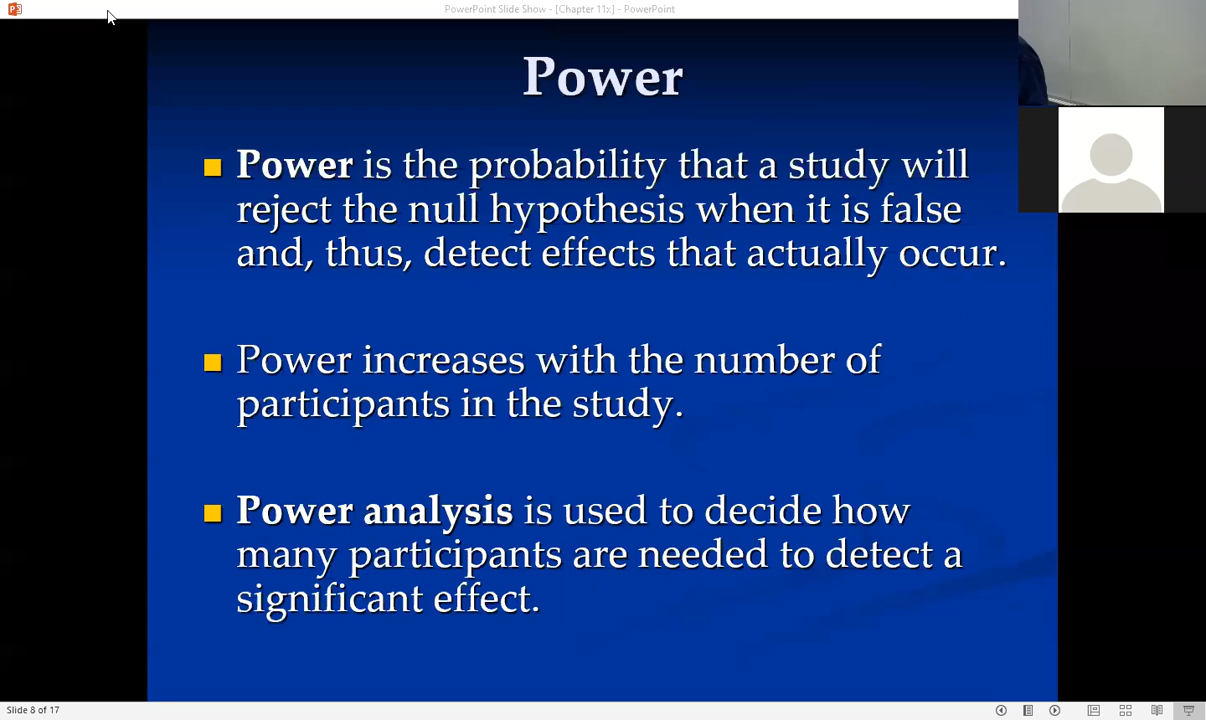 PowerPoint Slide Show - [Chapter 11x] - PowerPoint
Power
Power is the probability that a study will
reject the null hypothesis when it is false
and, thus, detect effects that actually occur.
Power increases with the number of
participants in the study.
Power analysis is used to decide how
many participants are needed to detect a
significant effect.
Slide 8 of 17